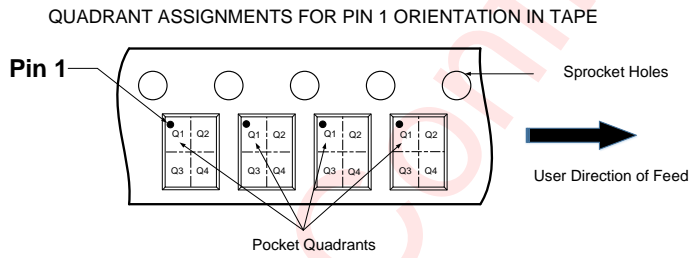 QUADRANT ASSIGNMENTS FOR PIN 1 ORIENTATION IN TAPE
Pin 1
Sprocket Holes
Q1 Q2 Q1 Q2 Q1 Q2 Q1 Q2
Q3 Q4 Q3 Q4 Q3 Q4 Q3 Q4
User Direction of Feed
Pocket Quadrants